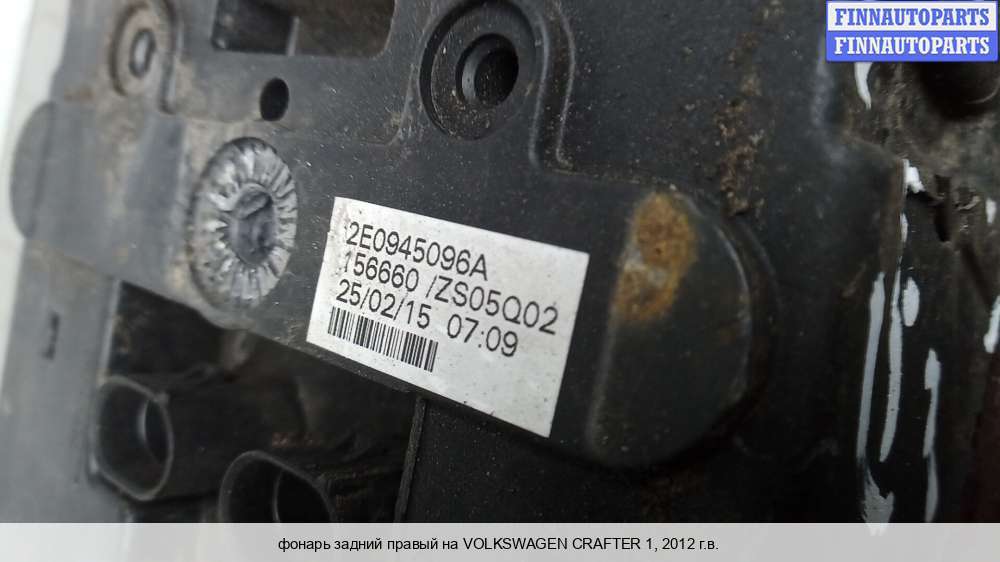 FINNAUTOPARTS
FINNAUTOPARTS
2E0945096A
156660 /ZS05Q02
25/02/15 07:09
фонарь задний правый на VOLKSWAGEN CRAFTER 1, 2012 г.в.